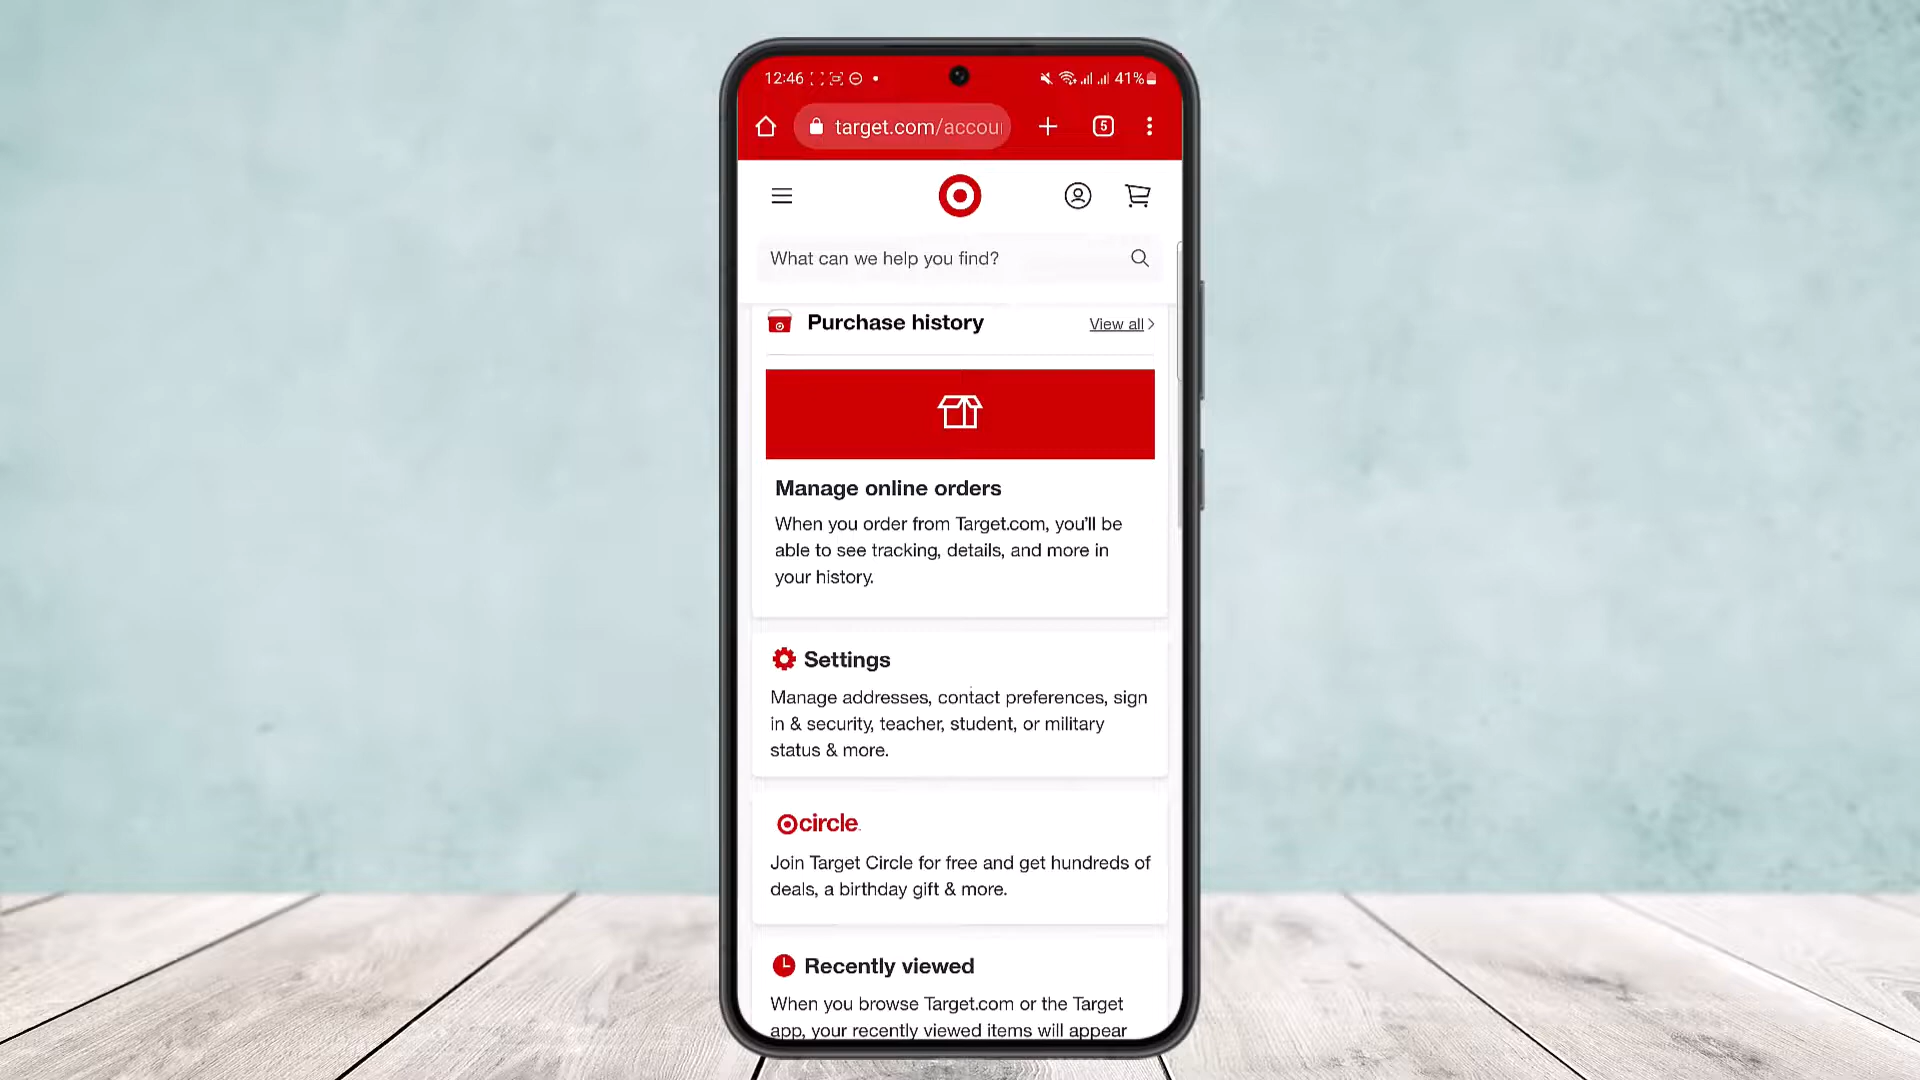 12:46
41%
target.com/accou
5
What can we help you find?
Purchase history
View all
Manage online orders
When you order from Target.com, you'll be
able to see tracking, details, and more in
your history.
Settings
Manage addresses, contact preferences, sign
in & security, teacher, student, or military
status & more.
circle
Join Target Circle for free and get hundreds of
deals, a birthday gift & more.
Recently viewed
When you browse Target.com or the Target
app, your recently viewed items will appear